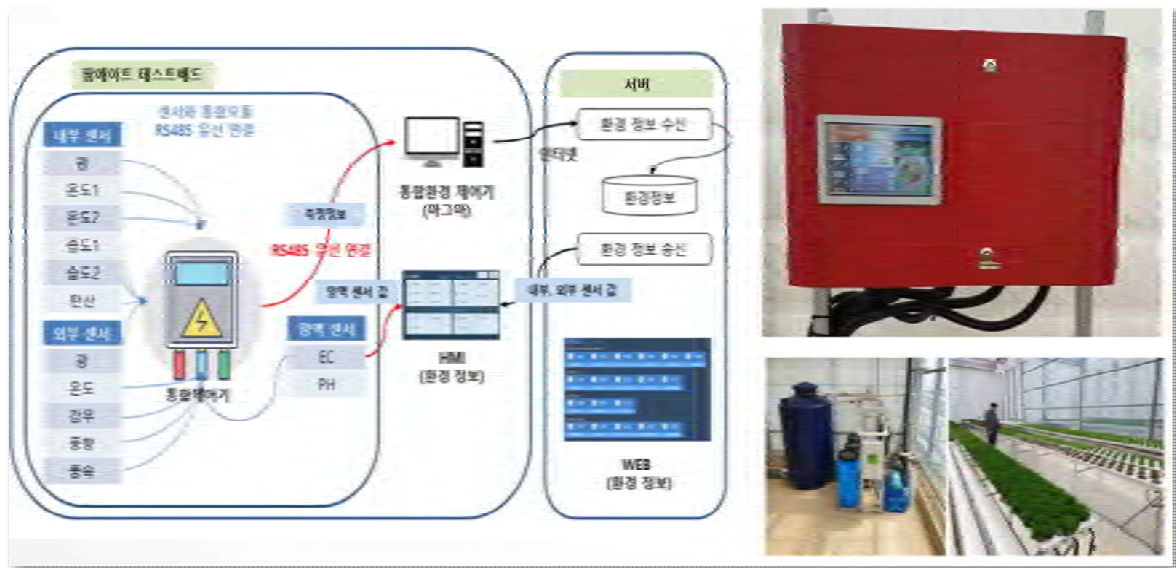 팜에이트 테스트베드
센서와 통합모듈
RS485 유선 연결
내부 센서
광
온도1
온도2
습도1
습도2
탄산
외부 센서
광
온도
감우
풍향
풍속
통합제어기
측정정보
RS485 유선 연결
양액 센서 값
양액 센서
EC
PH
통합환경 제어기
(마그마)
HMI
(환경 정보)
서버
환경 정보 수신
인터넷
환경정보
환경 정보 송신
내부, 외부 센서 값
WEB
(환경 정보)